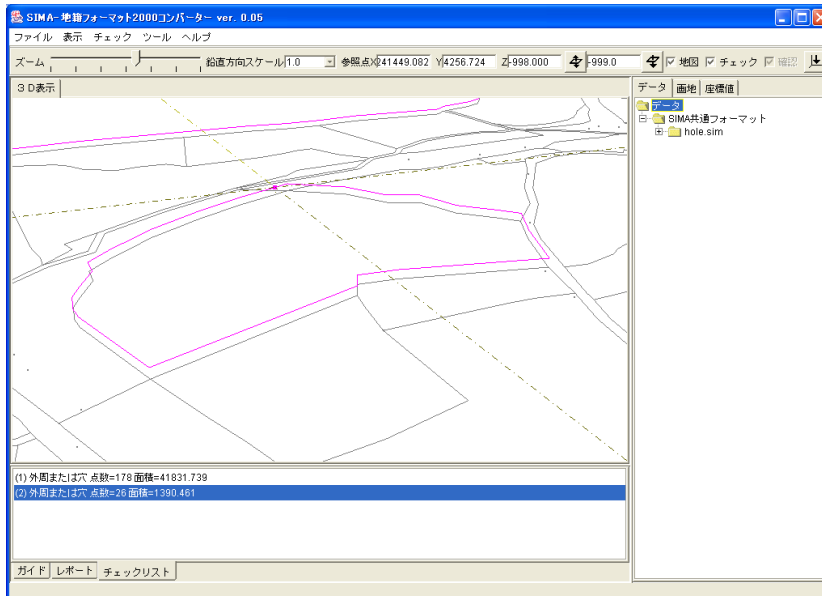 SIMA-地籍フォーマット2000コンバーター ver. 0.05
ファイル 表示 チェック ツール ヘルプ
ズーム 鉛直方向スケール 1.0 参照点X 241449.082 Y 4256.724 Z -998.000 -999.0 地図 チェック 確認
3D表示
データ 画地 座標値
データ
SIMA共通フォーマット
hole.sim
(1) 外周または穴 点数=178 面積=41831.739
(2) 外周または穴 点数=26 面積=1390.461
ガイド レポート チェックリスト